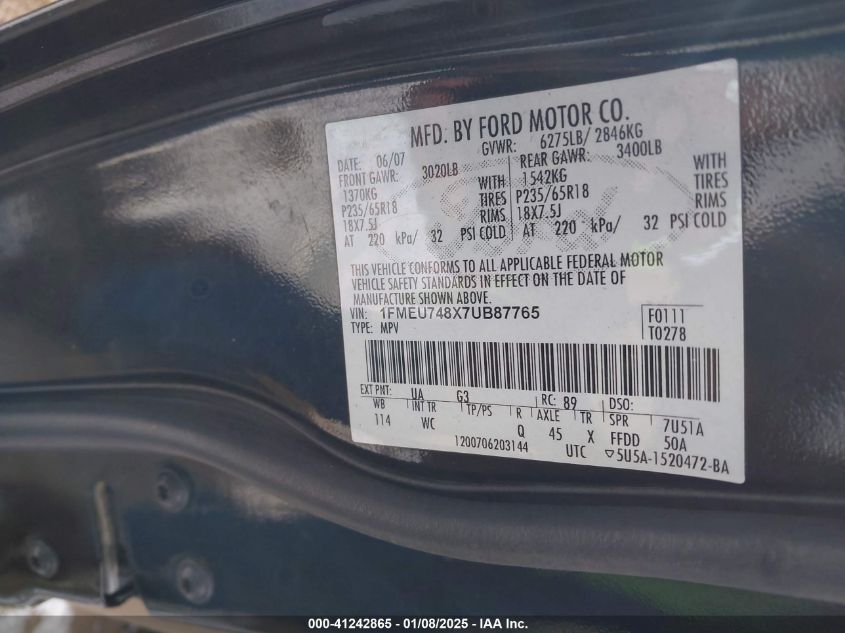 MFD. BY FORD MOTOR CO.
DATE: 06/07 GVWR: 6275LB/ 2846KG
FRONT GAWR: 3020LB REAR GAWR: 3400LB
1370KG WITH 1542KG WITH
P235/65R18 TIRES P235/65R18 TIRES
18X7.5J RIMS 18X7.5J RIMS
AT 220 kPa/ 32 PSI COLD AT 220 kPa/ 32 PSI COLD
THIS VEHICLE CONFORMS TO ALL APPLICABLE FEDERAL MOTOR
VEHICLE SAFETY STANDARDS IN EFFECT ON THE DATE OF
MANUFACTURE SHOWN ABOVE.
VIN: 1FMEU748X7UB87765 F0111
TYPE: MPV T0278
EXT PNT: UA G3 RC: 89 DSO:
WB INT TR TP/PS R AXLE TR SPR 7U51A
114 WC Q 45 X FFDD 50A
1200706203144 UTC ▽5U5A-1520472-BA
000-41242865 - 01/08/2025 - IAA Inc.